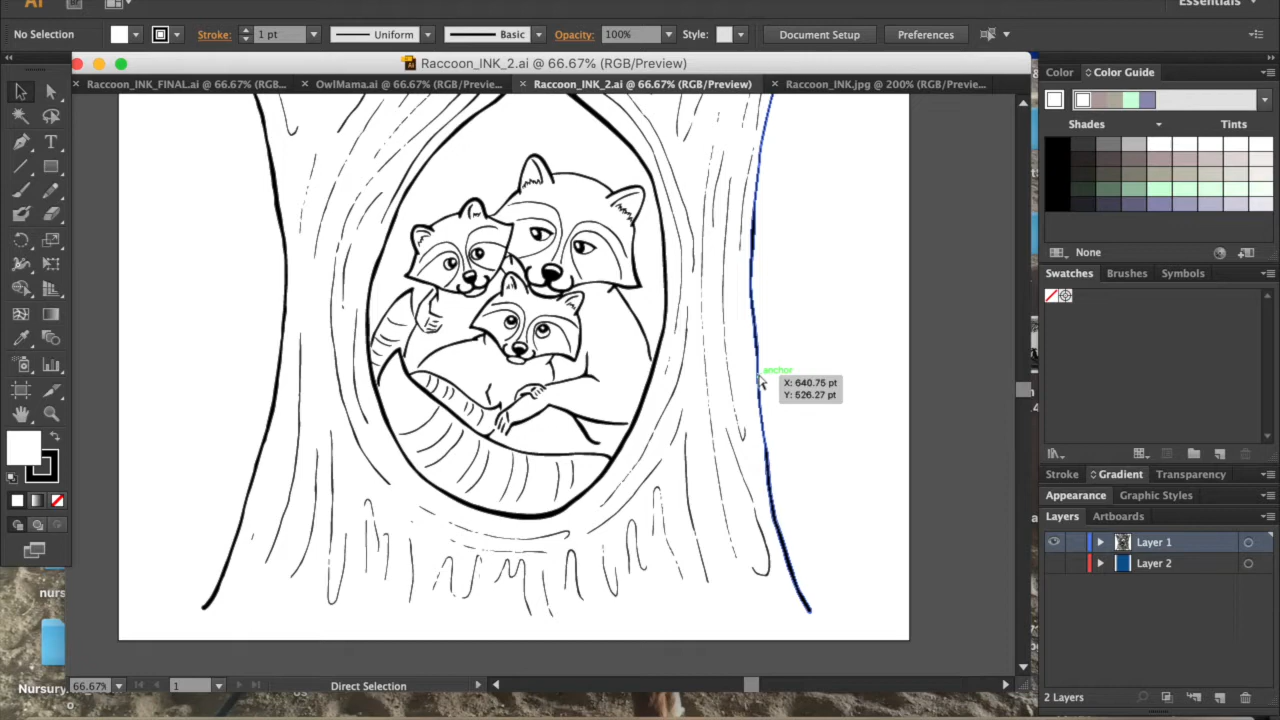 Ai
Br
Essentials
No Selection
Stroke:
1 pt
Uniform
Basic
Opacity:
100%
Style:
Document Setup
Preferences
Raccoon_INK_2.ai @ 66.67% (RGB/Preview)
Raccoon_INK_FINAL.ai @ 66.67% (RGB...
OwlMama.ai @ 66.67% (RGB/Previe...
Raccoon_INK_2.ai @ 66.67% (RGB/Preview)
Raccoon_INK.jpg @ 200% (RGB/Previe...
Color
Color Guide
Shades
Tints
None
Swatches
Brushes
Symbols
anchor
X: 640.75 pt
Y: 526.27 pt
Stroke
Gradient
Transparency
Appearance
Graphic Styles
Layers
Artboards
Layer 1
Layer 2
nurs
Nursury
66.67%
1
Direct Selection
2 Layers